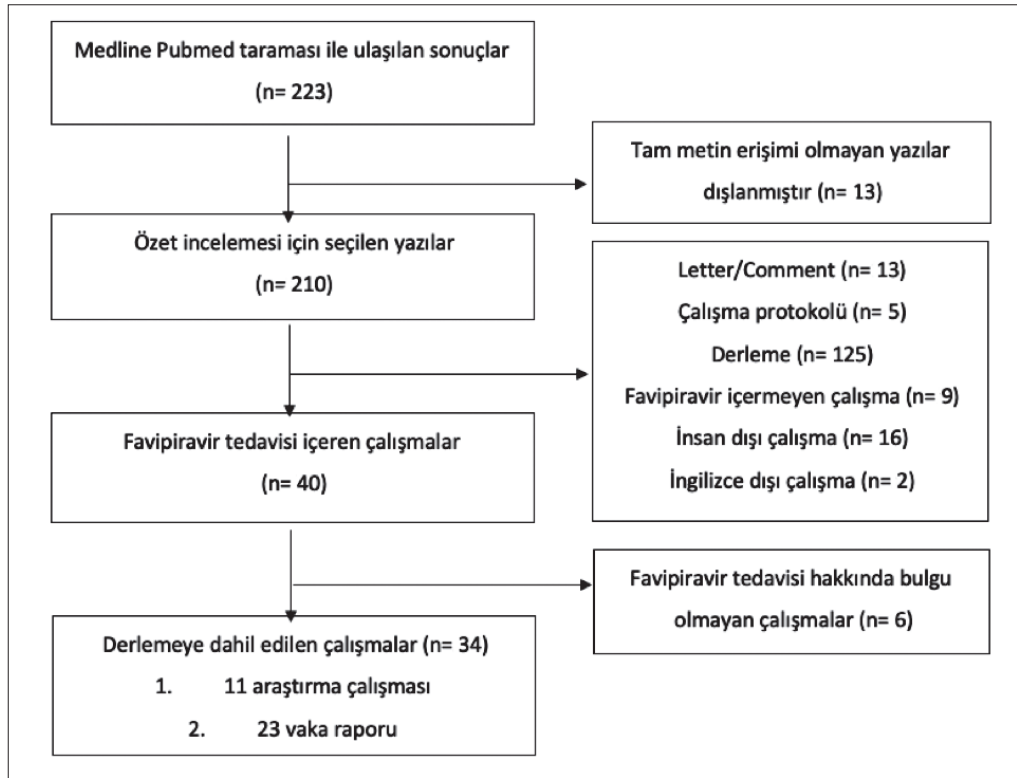 Medline Pubmed taraması ile ulaşılan sonuçlar
(n= 223)
Tam metin erişimi olmayan yazılar
dışlanmıştır (n= 13)
Özet incelemesi için seçilen yazılar
(n= 210)
Letter/Comment (n= 13)
Çalışma protokolü (n= 5)
Derleme (n= 125)
Favipiravir içermeyen çalışma (n= 9)
İnsan dışı çalışma (n= 16)
İngilizce dışı çalışma (n= 2)
Favipiravir tedavisi içeren çalışmalar
(n= 40)
Favipiravir tedavisi hakkında bulgu
olmayan çalışmalar (n= 6)
Derlemeye dahil edilen çalışmalar (n= 34)
1. 11 araştırma çalışması
2. 23 vaka raporu